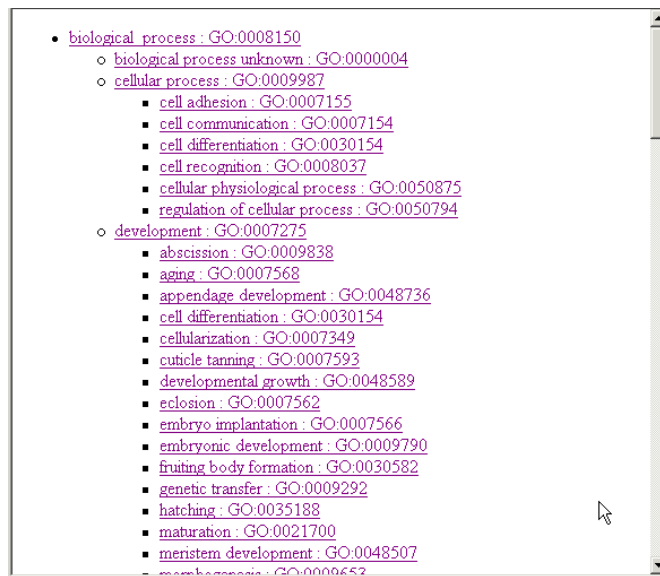 biological_process : GO:0008150
biological process unknown : GO:0000004
cellular process : GO:0009987
cell adhesion : GO:0007155
cell communication : GO:0007154
cell differentiation : GO:0030154
cell recognition : GO:0008037
cellular physiological process : GO:0050875
regulation of cellular process : GO:0050794
development : GO:0007275
abscission : GO:0009838
aging : GO:0007568
appendage development : GO:0048736
cell differentiation : GO:0030154
cellularization : GO:0007349
cuticle tanning : GO:0007593
developmental growth : GO:0048589
eclosion : GO:0007562
embryo implantation : GO:0007566
embryonic development : GO:0009790
fruiting body formation : GO:0030582
genetic transfer : GO:0009292
hatching : GO:0035188
maturation : GO:0021700
meristem development : GO:0048507
morphogenesis : GO:0009653